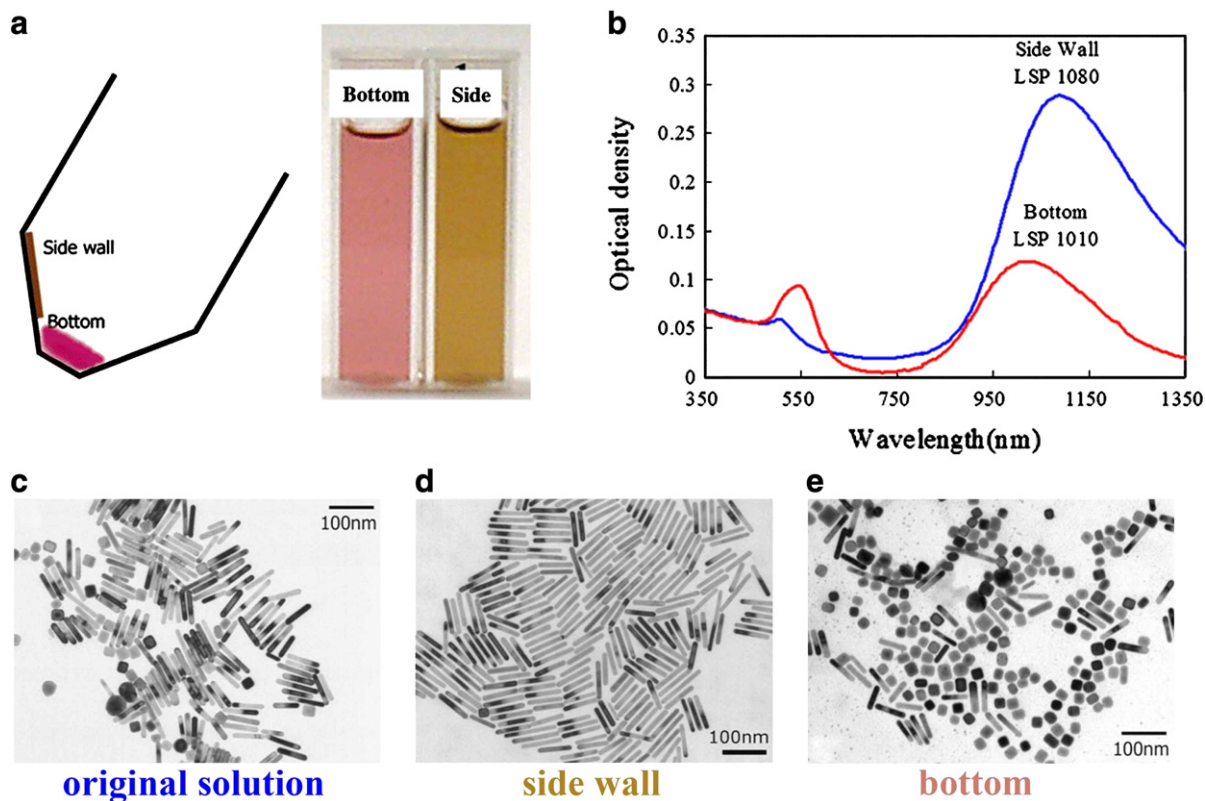 a
Side wall
Bottom
Bottom
Side
b
Optical density
0.35
0.3
0.25
0.2
0.15
0.1
0.05
0
Side Wall
LSP 1080
Bottom
LSP 1010
350
550
750
950
1150
1350
Wavelength(nm)
c
100nm
original solution
d
100nm
side wall
e
100nm
bottom